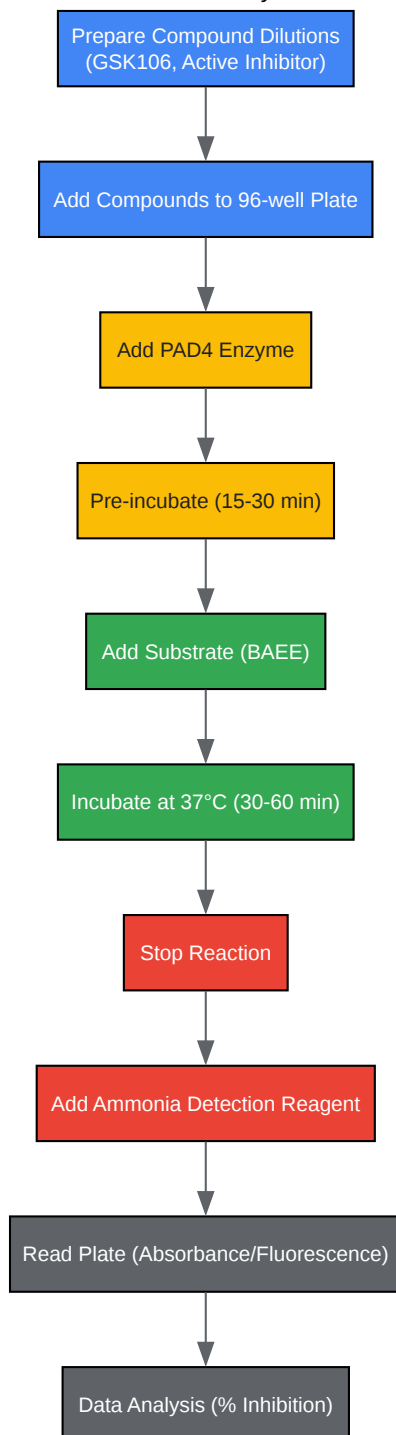 Prepare Compound Dilutions
(GSK106, Active Inhibitor)
Add Compounds to 96-well Plate
Add PAD4 Enzyme
Pre-incubate (15-30 min)
Add Substrate (BAEE)
Incubate at 37°C (30-60 min)
Stop Reaction
Add Ammonia Detection Reagent
Read Plate (Absorbance/Fluorescence)
Data Analysis (% Inhibition)